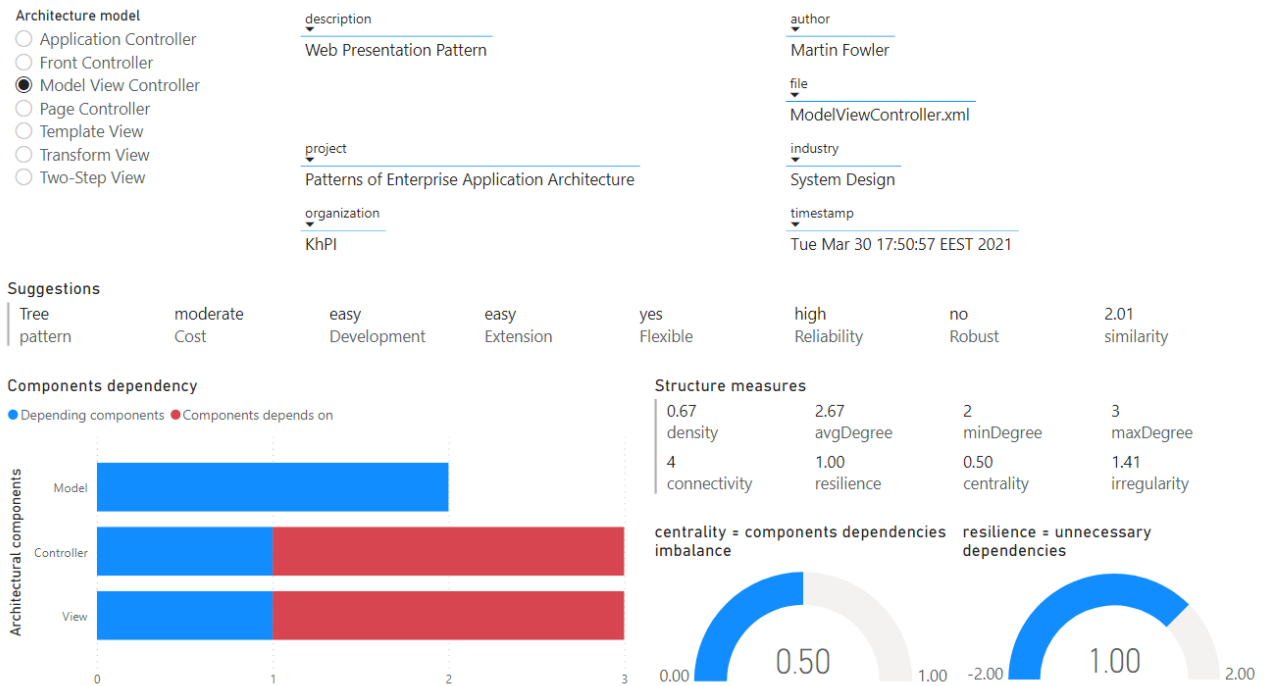 Architecture model
Application Controller
Front Controller
Model View Controller
Page Controller
Template View
Transform View
Two-Step View
description
Web Presentation Pattern
project
Patterns of Enterprise Application Architecture
organization
KhPI
author
Martin Fowler
file
ModelViewController.xml
industry
System Design
timestamp
Tue Mar 30 17:50:57 EEST 2021
Suggestions
Tree moderate easy easy yes high no 2.01
pattern Cost Development Extension Flexible Reliability Robust similarity
Components dependency
Depending components Components depends on
Architectural components
Model
Controller
View
0 1 2 3
Structure measures
0.67 2.67 2 3
density avgDegree minDegree maxDegree
4 1.00 0.50 1.41
connectivity resilience centrality irregularity
centrality = components dependencies
imbalance
0.50
0.00 1.00
resilience = unnecessary
dependencies
1.00
-2.00 2.00